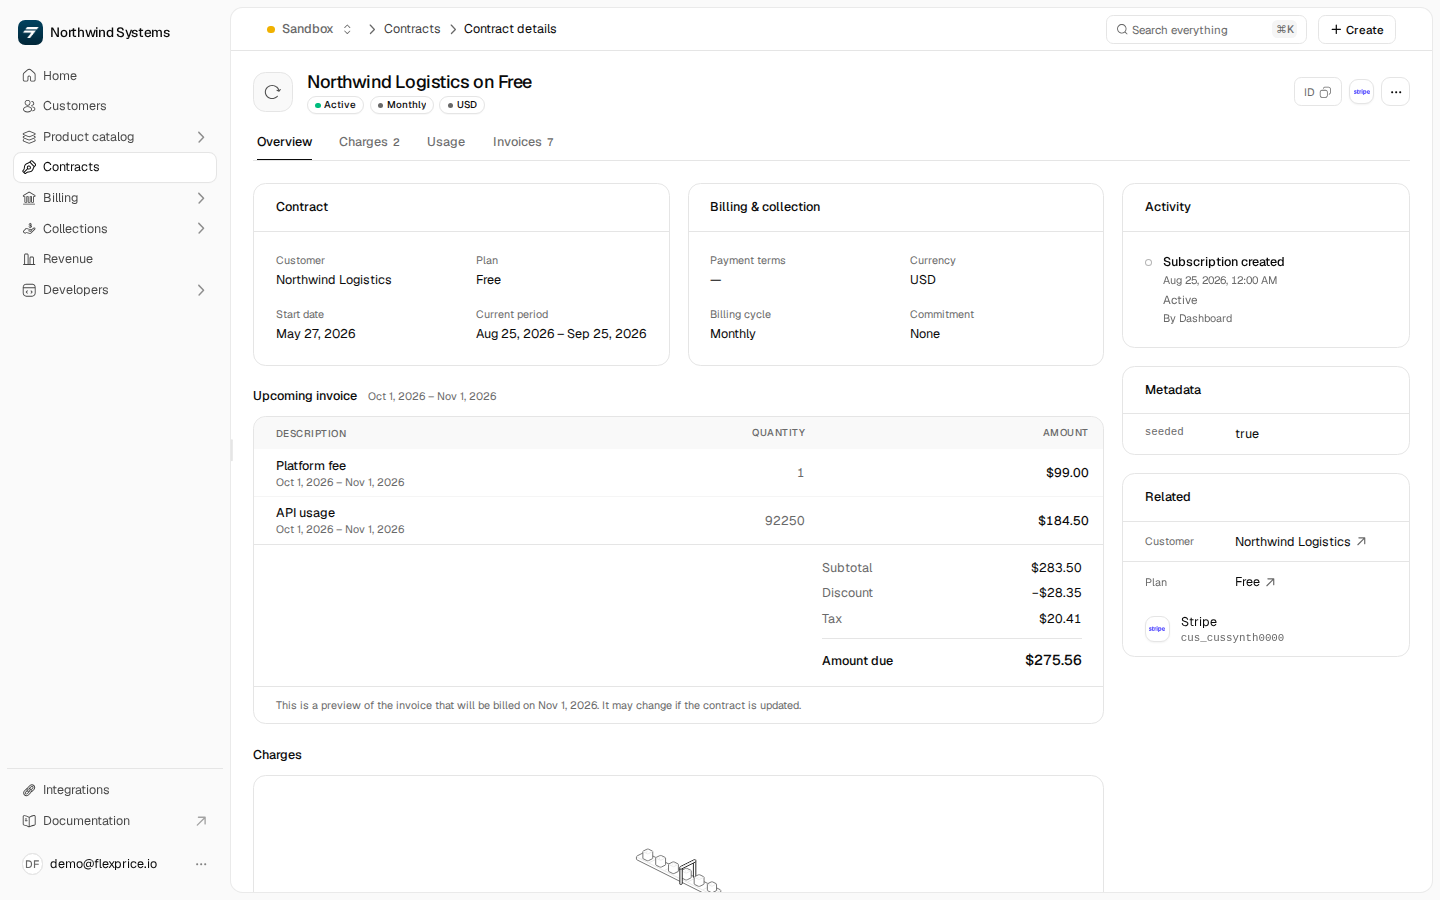 Northwind Systems
Home
Customers
Product catalog
Contracts
Billing
Collections
Revenue
Developers
Integrations
Documentation
DF demo@flexprice.io
Sandbox Contracts Contract details
Search everything ⌘K
+ Create
Northwind Logistics on Free
Active Monthly USD
ID stripe
Overview Charges 2 Usage Invoices 7
Contract
Customer Plan
Northwind Logistics Free
Start date Current period
May 27, 2026 Aug 25, 2026 – Sep 25, 2026
Billing & collection
Payment terms Currency
— USD
Billing cycle Commitment
Monthly None
Upcoming invoice Oct 1, 2026 – Nov 1, 2026
DESCRIPTION QUANTITY AMOUNT
Platform fee 1 $99.00
Oct 1, 2026 – Nov 1, 2026
API usage 92250 $184.50
Oct 1, 2026 – Nov 1, 2026
Subtotal $283.50
Discount −$28.35
Tax $20.41
Amount due $275.56
This is a preview of the invoice that will be billed on Nov 1, 2026. It may change if the contract is updated.
Charges
Activity
Subscription created
Aug 25, 2026, 12:00 AM
Active
By Dashboard
Metadata
seeded true
Related
Customer Northwind Logistics
Plan Free
stripe Stripe
cus_cussynth0000